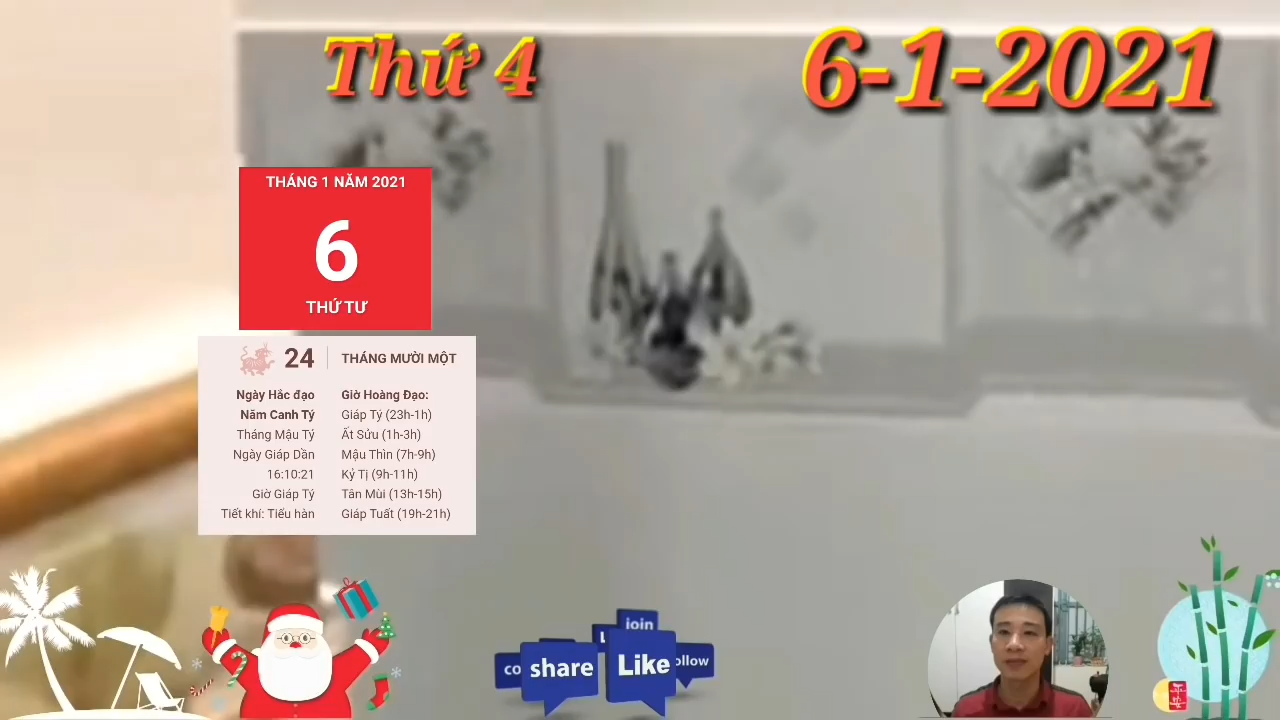 Thứ 4
6-1-2021
THÁNG 1 NĂM 2021
6
THỨ TƯ
24
THÁNG MƯỜI MỘT
Ngày Hắc đạo
Năm Canh Tý
Tháng Mậu Tý
Ngày Giáp Dần
16:10:21
Giờ Giáp Tý
Tiết khí: Tiểu hàn
Giờ Hoàng Đạo:
Giáp Tý (23h-1h)
Ất Sửu (1h-3h)
Mậu Thìn (7h-9h)
Kỷ Tị (9h-11h)
Tân Mùi (13h-15h)
Giáp Tuất (19h-21h)
join
co
share
Like
ollow